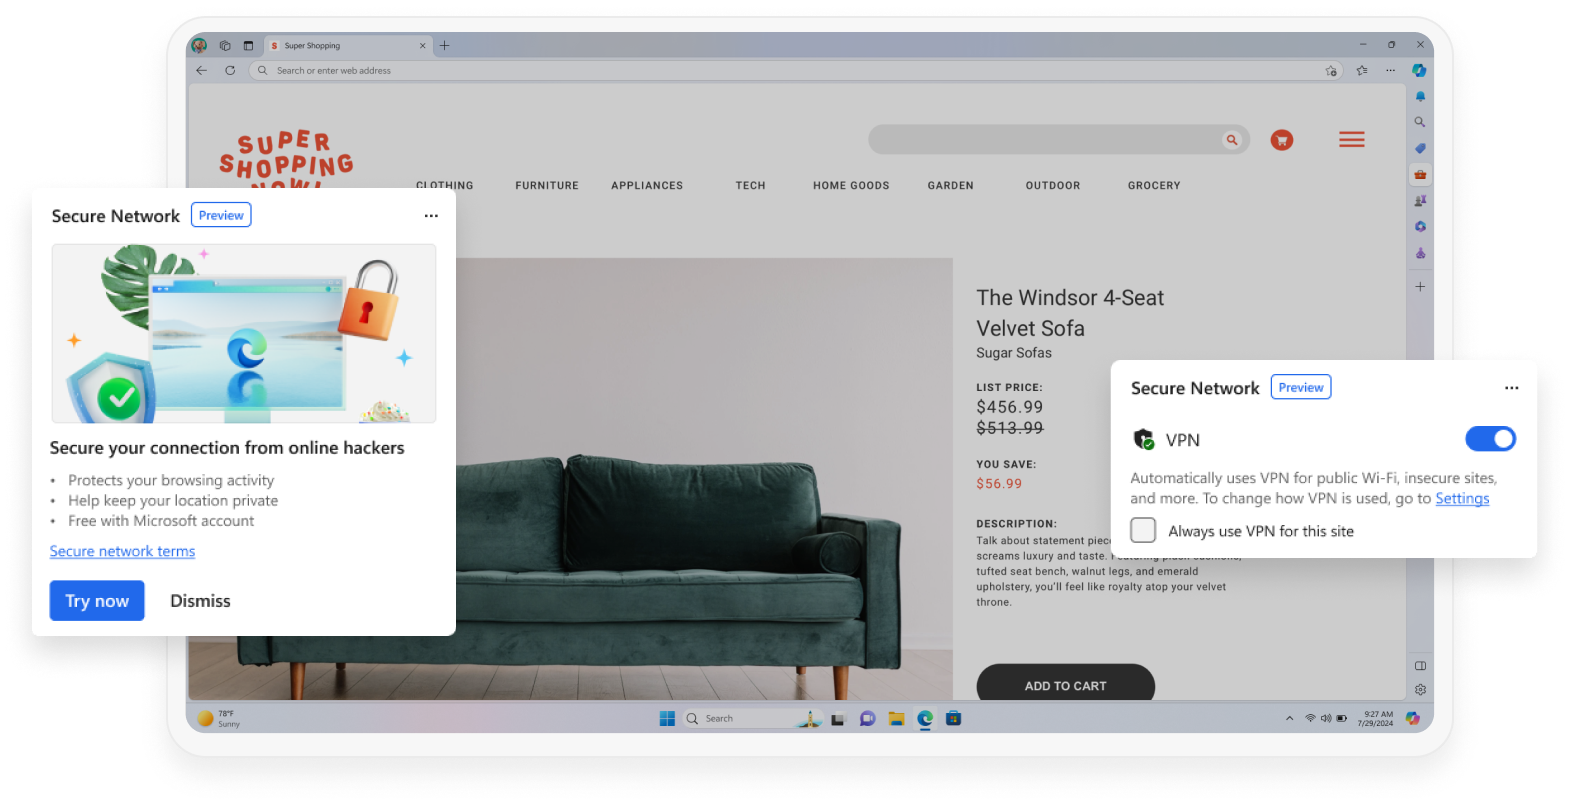 Super Shopping
Search or enter web address
SUPER
SHOPPING
NOW!
CLOTHING FURNITURE APPLIANCES TECH HOME GOODS GARDEN OUTDOOR GROCERY
Secure Network Preview
Secure your connection from online hackers
• Protects your browsing activity
• Help keep your location private
• Free with Microsoft account
Secure network terms
Try now Dismiss
The Windsor 4-Seat
Velvet Sofa
Sugar Sofas
LIST PRICE:
$456.99
$513.99
YOU SAVE:
$56.99
DESCRIPTION:
Talk about statement
screams luxury and taste.
tufted seat bench, walnut legs, and emerald
upholstery, you'll feel like royalty atop your velvet
throne.
ADD TO CART
Secure Network Preview
VPN
Automatically uses VPN for public Wi-Fi, insecure sites,
and more. To change how VPN is used, go to Settings
Always use VPN for this site
78°F
Sunny
Search
9:27 AM
7/29/2024